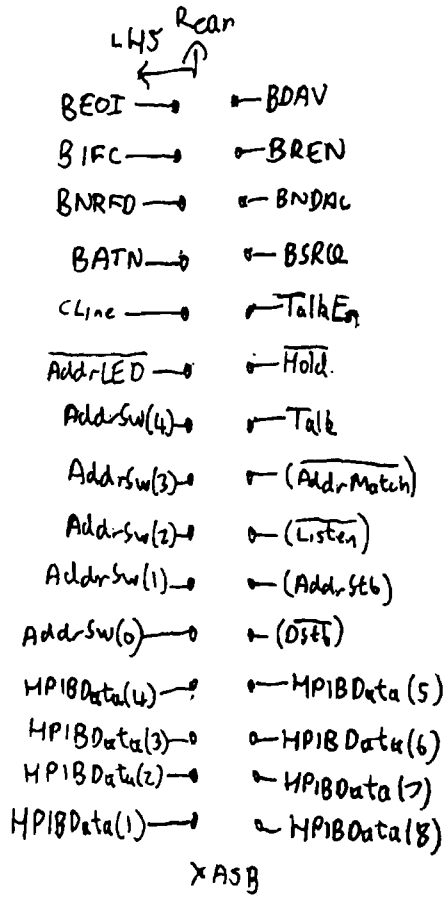 Rear
LHS
BEOI BDAV
BIFC BREN
BNRFD BNDAC
BATN BSRQ
CLine TalkEn
AddrLED Hold.
AddrSw(4) Talk
AddrSw(3) (AddrMatch)
AddrSw(2) (Listen)
AddrSw(1) (AddrStb)
AddrSw(0) (DStb)
HPIBData(4) HPIBData(5)
HPIBData(3) HPIBData(6)
HPIBData(2) HPIBData(7)
HPIBData(1) HPIBData(8)
XA5B